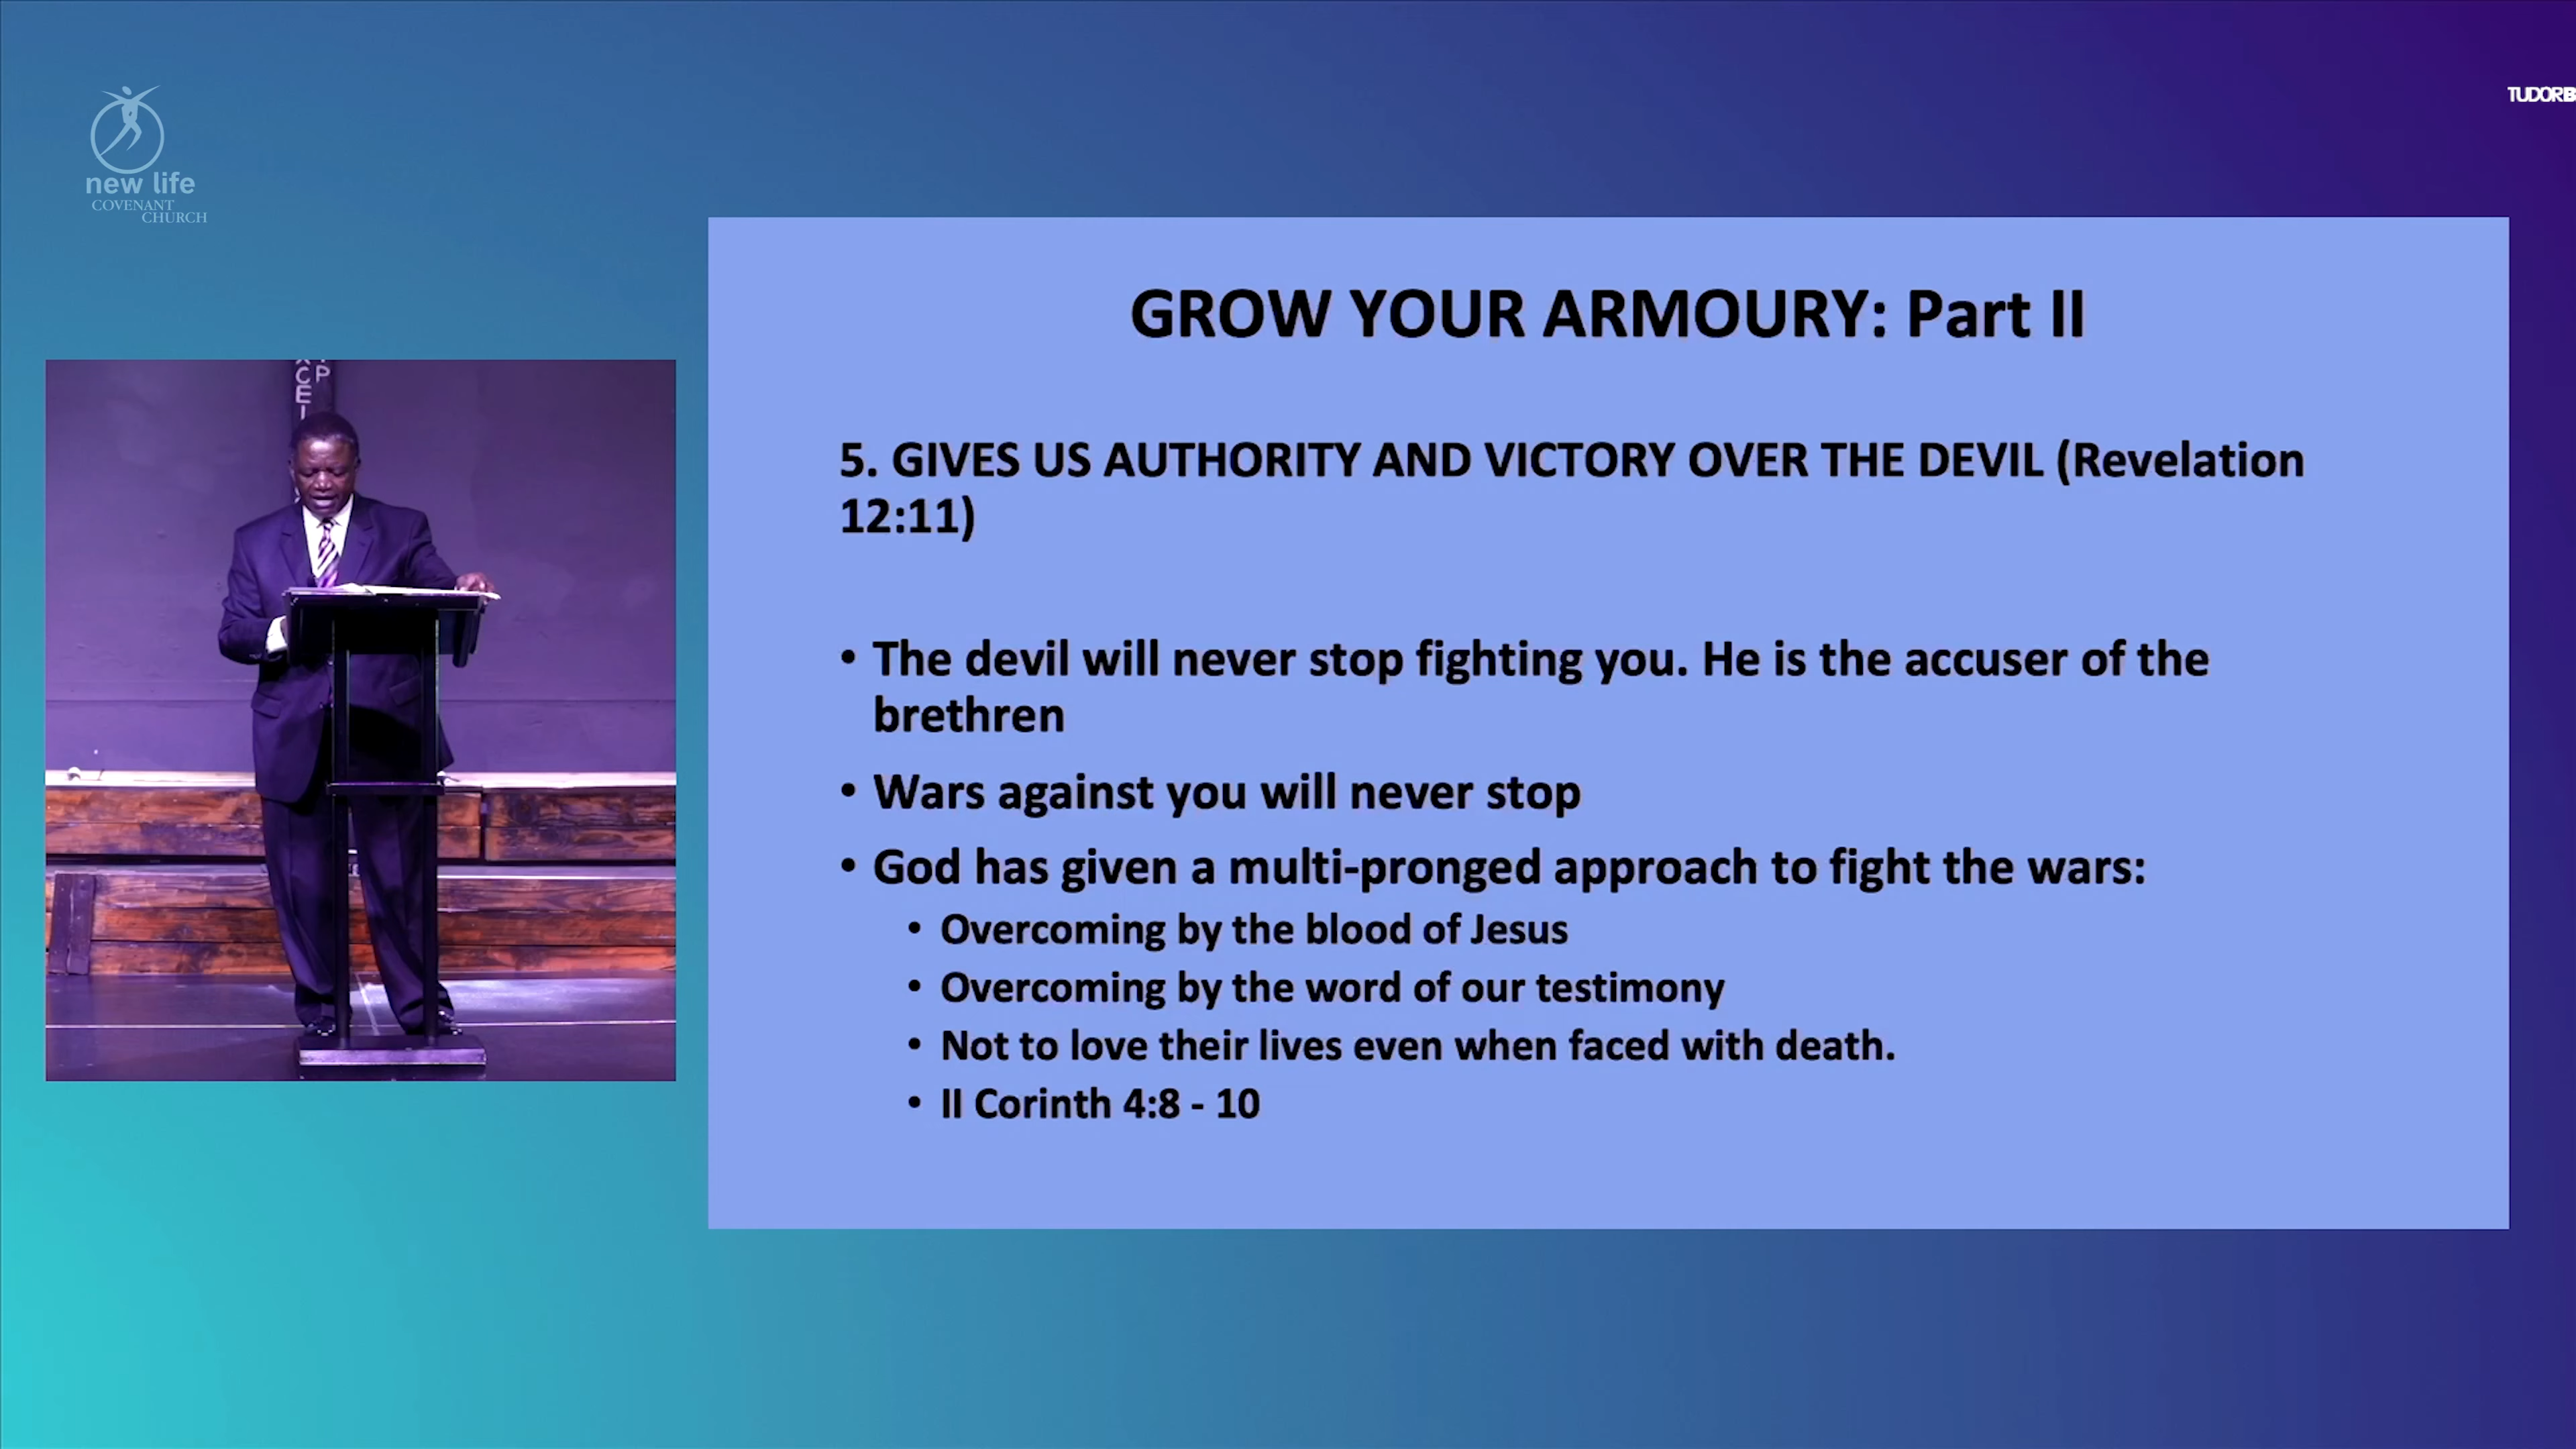 new life
COVENANT
CHURCH
TUDORB
GROW YOUR ARMOURY: Part II
5. GIVES US AUTHORITY AND VICTORY OVER THE DEVIL (Revelation
12:11)
• The devil will never stop fighting you. He is the accuser of the
brethren
• Wars against you will never stop
• God has given a multi-pronged approach to fight the wars:
• Overcoming by the blood of Jesus
• Overcoming by the word of our testimony
• Not to love their lives even when faced with death.
• II Corinth 4:8 - 10